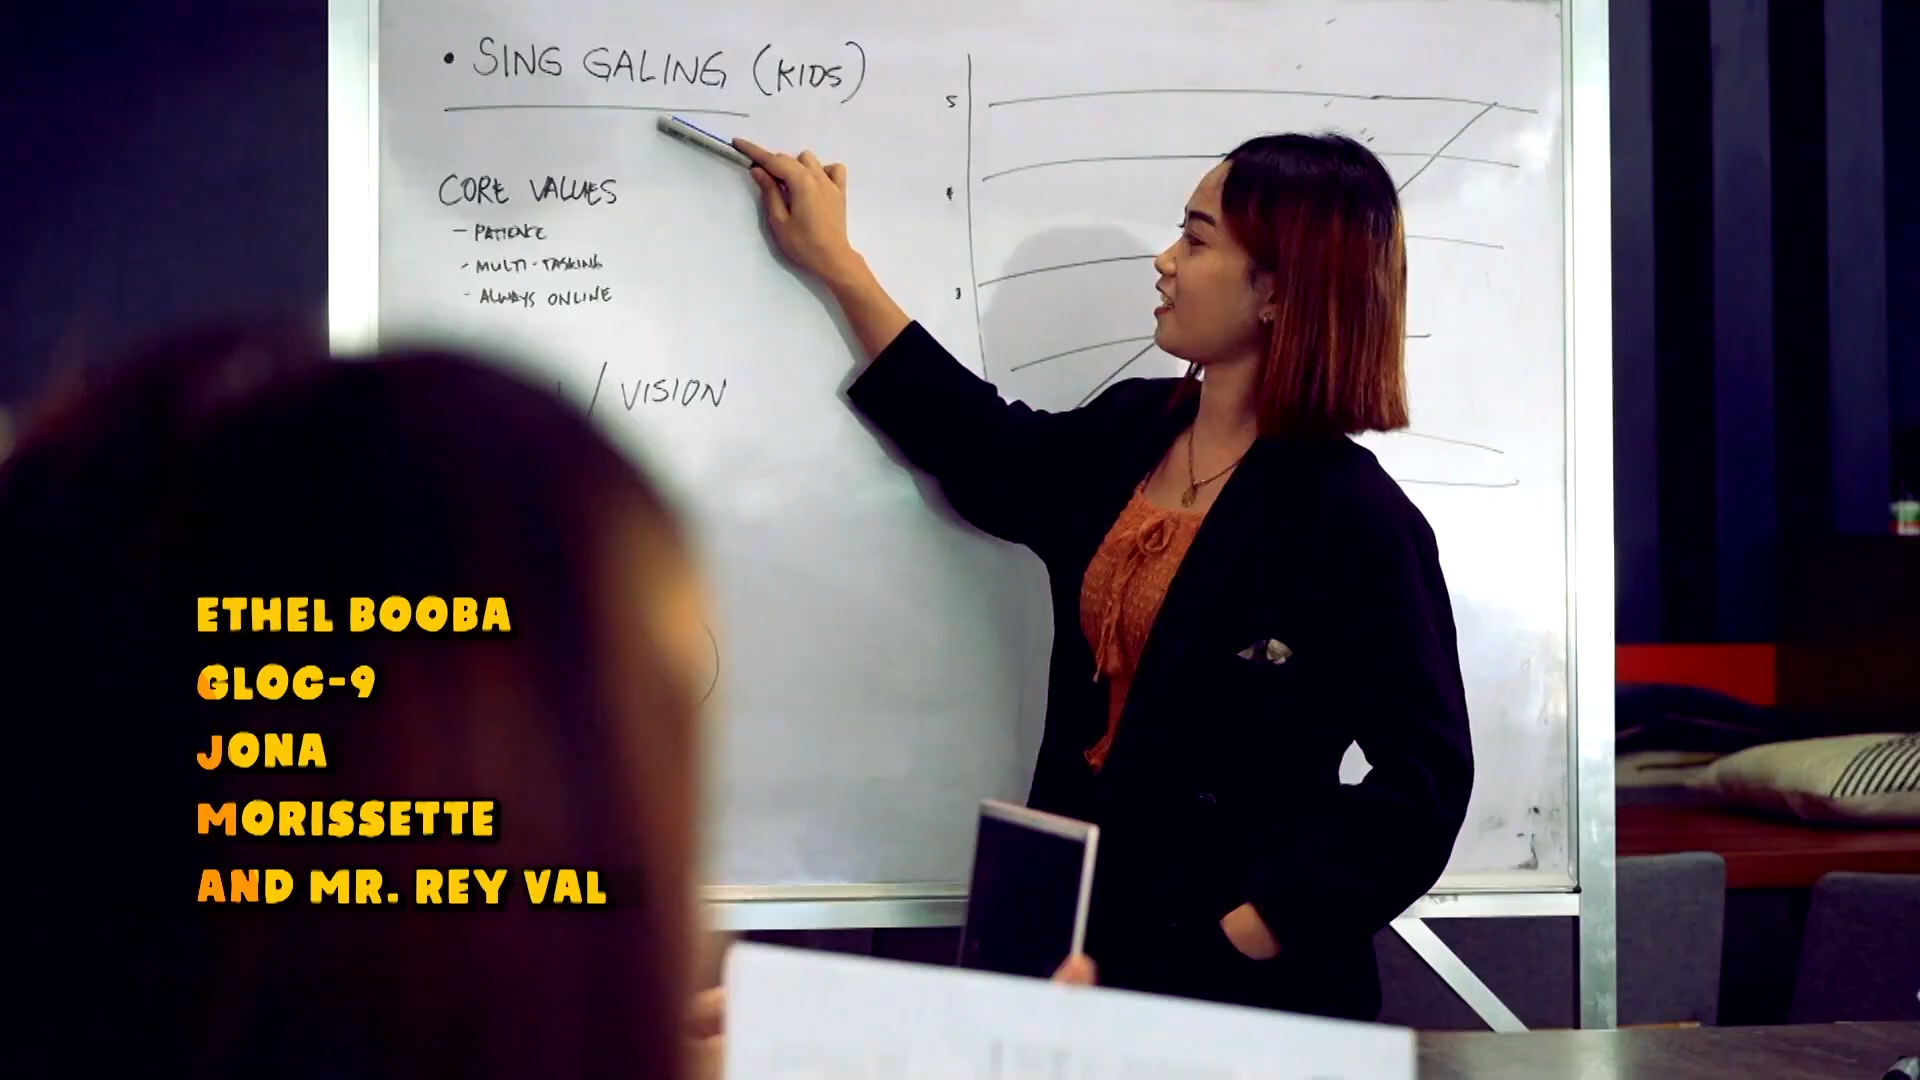 • SING GALING (KIDS)
CORE VALUES
- PATIENCE
- MULTI-TASKING
- ALWAYS ONLINE
/ VISION
5
4
3
ETHEL BOOBA
GLOC-9
JONA
MORISSETTE
AND MR. REY VAL